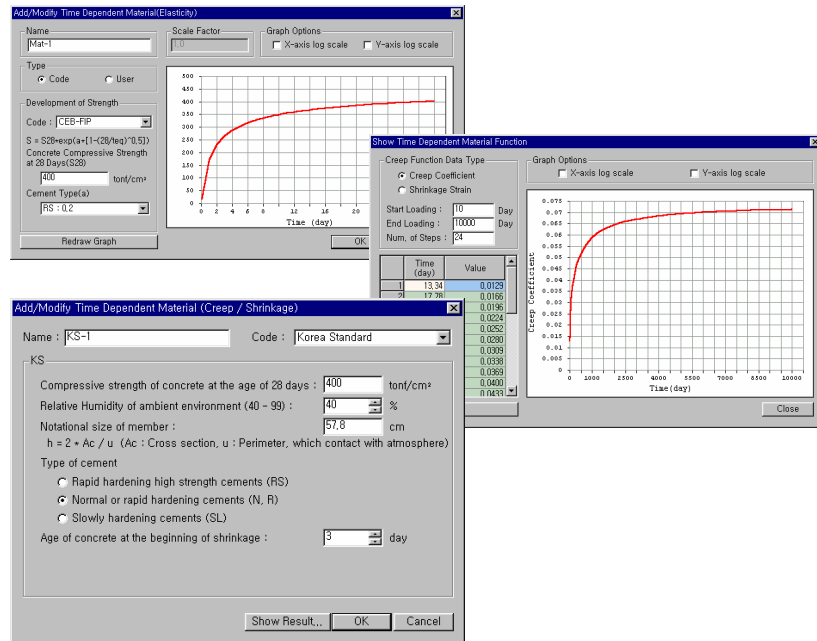 Add/Modify Time Dependent Material(Elasticity)
Name
Mat-1
Scale Factor
1,0
Graph Options
X-axis log scale
Y-axis log scale
Type
Code
User
Development of Strength
Code : CEB-FIP
S = S28*exp(a*[1-(28/teq)^0,5])
Concrete Compressive Strength
at 28 Days(S28)
400 tonf/cm²
Cement Type(a)
RS : 0,2
Redraw Graph
500
450
400
350
300
250
200
150
100
50
0
0 2 4 6 8 12 16 20
Time (day)
OK
Show Time Dependent Material Function
Creep Function Data Type
Creep Coefficient
Shrinkage Strain
Start Loading : 10 Day
End Loading : 10000 Day
Num, of Steps : 24
Time
(day)
Value
1 13,34 0,0129
2 17,78 0,0166
0,0196
0,0224
0,0252
0,0280
0,0309
0,0338
0,0369
0,0400
0,0433
Graph Options
X-axis log scale
Y-axis log scale
Creep Coefficient
0.075
0.07
0.065
0.06
0.055
0.05
0.045
0.04
0.035
0.03
0.025
0.02
0.015
0.01
0.005
0
0 1000 2500 4000 5500 7000 8500 10000
Time(day)
Close
Add/Modify Time Dependent Material (Creep / Shrinkage)
Name : KS-1
Code : Korea Standard
KS
Compressive strength of concrete at the age of 28 days : 400 tonf/cm²
Relative Humidity of ambient environment (40 - 99) : 40 %
Notational size of member : 57,8 cm
h = 2 * Ac / u (Ac : Cross section, u : Perimeter, which contact with atmosphere)
Type of cement
Rapid hardening high strength cements (RS)
Normal or rapid hardening cements (N, R)
Slowly hardening cements (SL)
Age of concrete at the beginning of shrinkage : 3 day
Show Result,,,
OK
Cancel